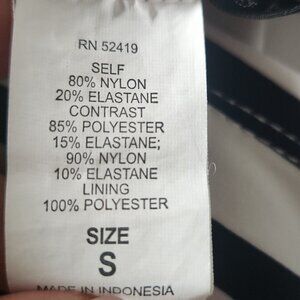 RN 52419
SELF
80% NYLON
20% ELASTANE
CONTRAST
85% POLYESTER
15% ELASTANE;
90% NYLON
10% ELASTANE
LINING
100% POLYESTER
SIZE
S
MADE IN INDONESIA